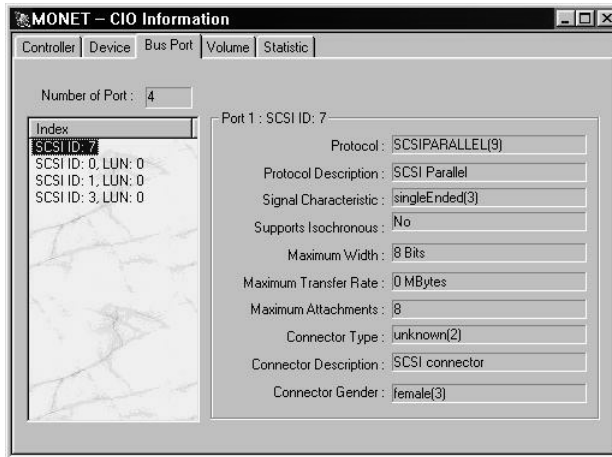 MONET – CIO Information
Controller Device Bus Port Volume Statistic
Number of Port : 4
Index
SCSI ID: 7
SCSI ID: 0, LUN: 0
SCSI ID: 1, LUN: 0
SCSI ID: 3, LUN: 0
Port 1 : SCSI ID: 7
Protocol : SCSIPARALLEL(9)
Protocol Description : SCSI Parallel
Signal Characteristic : singleEnded(3)
Supports Isochronous : No
Maximum Width : 8 Bits
Maximum Transfer Rate : 0 MBytes
Maximum Attachments : 8
Connector Type : unknown(2)
Connector Description : SCSI connector
Connector Gender : female(3)